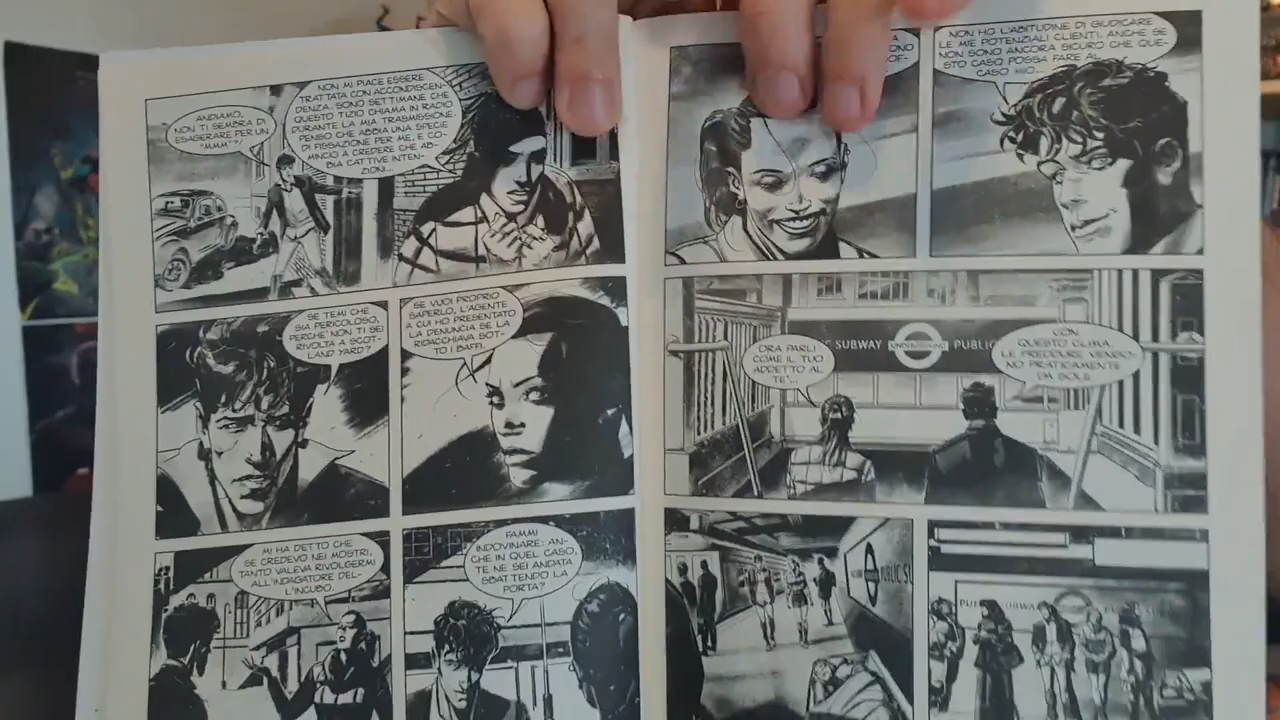 ANDIAMO,
NON TI SEMBRA DI
ESAGERARE PER UN
"MMM"?!
NON MI PIACE ESSERE
TRATTATA CON ACCONDISCEN-
DENZA. SONO SETTIMANE CHE
QUESTO TIZIO CHIAMA IN RADIO
DURANTE LA MIA TRASMISSIONE.
PENSO CHE ABBIA UNA SPECIE
DI FISSAZIONE PER ME, E CO-
MINCIO A CREDERE CHE AB-
BIA CATTIVE INTEN-
ZIONI...
SE TEMI CHE
SIA PERICOLOSO,
PERCHÉ NON TI SEI
RIVOLTA A SCOT-
LAND YARD?
SE VUOI PROPRIO
SAPERLO, L'AGENTE
A CUI HO PRESENTATO
LA DENUNCIA SE LA
RIDACCHIAVA SOT-
TO I BAFFI.
MI HA DETTO CHE
SE CREDEVO NEI MOSTRI,
TANTO VALEVA RIVOLGERMI
ALL'INDAGATORE DEL-
L'INCUBO.
FAMMI
INDOVINARE: AN-
CHE IN QUEL CASO,
TE NE SEI ANDATA
SBATTENDO LA
PORTA?
NON HO L'ABITUDINE DI GIUDICARE
LE MIE POTENZIALI CLIENTI, ANCHE SE
NON SONO ANCORA SICURO CHE QUE-
STO CASO POSSA FARE AL
CASO MIO...
ORA PARLI
COME IL TUO
ADDETTO AL
TÈ...
SUBWAY UNDERGROUND PUBLIC
CON
QUESTO CLIMA,
LE FREDDURE VENGO-
NO PRATICAMENTE
DA SOLE.